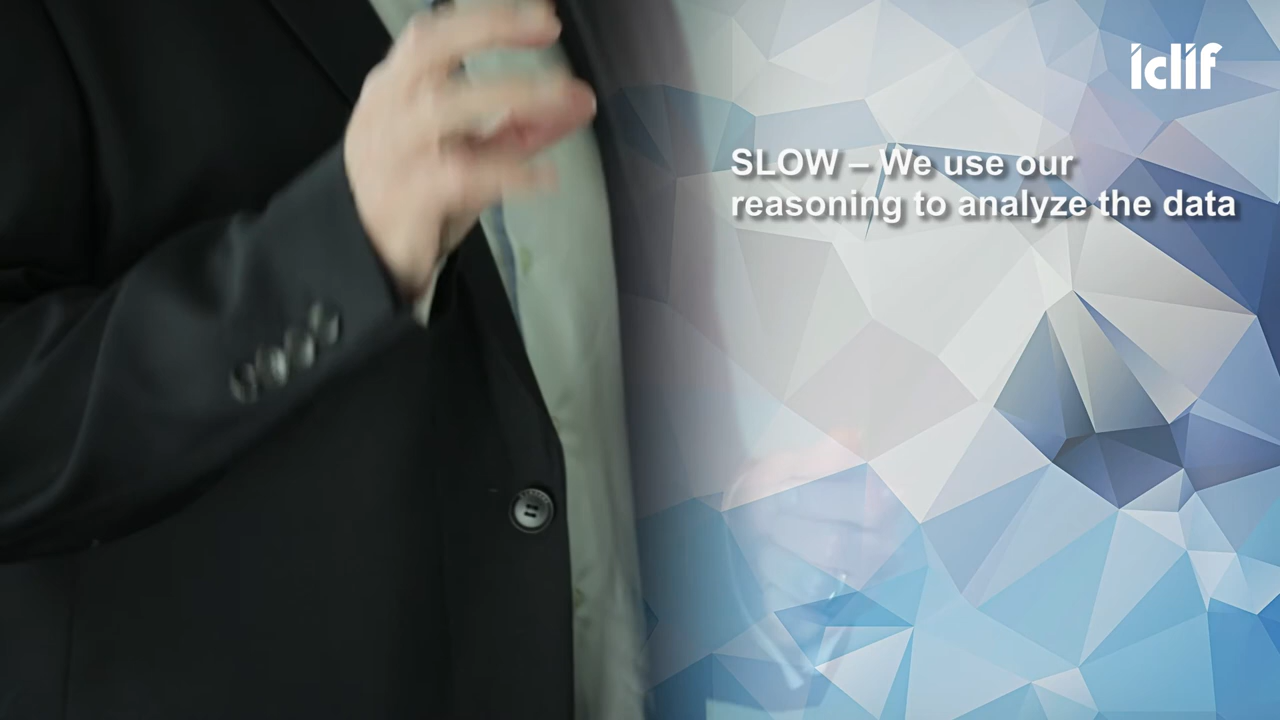 iclif
SLOW – We use our
reasoning to analyze the data